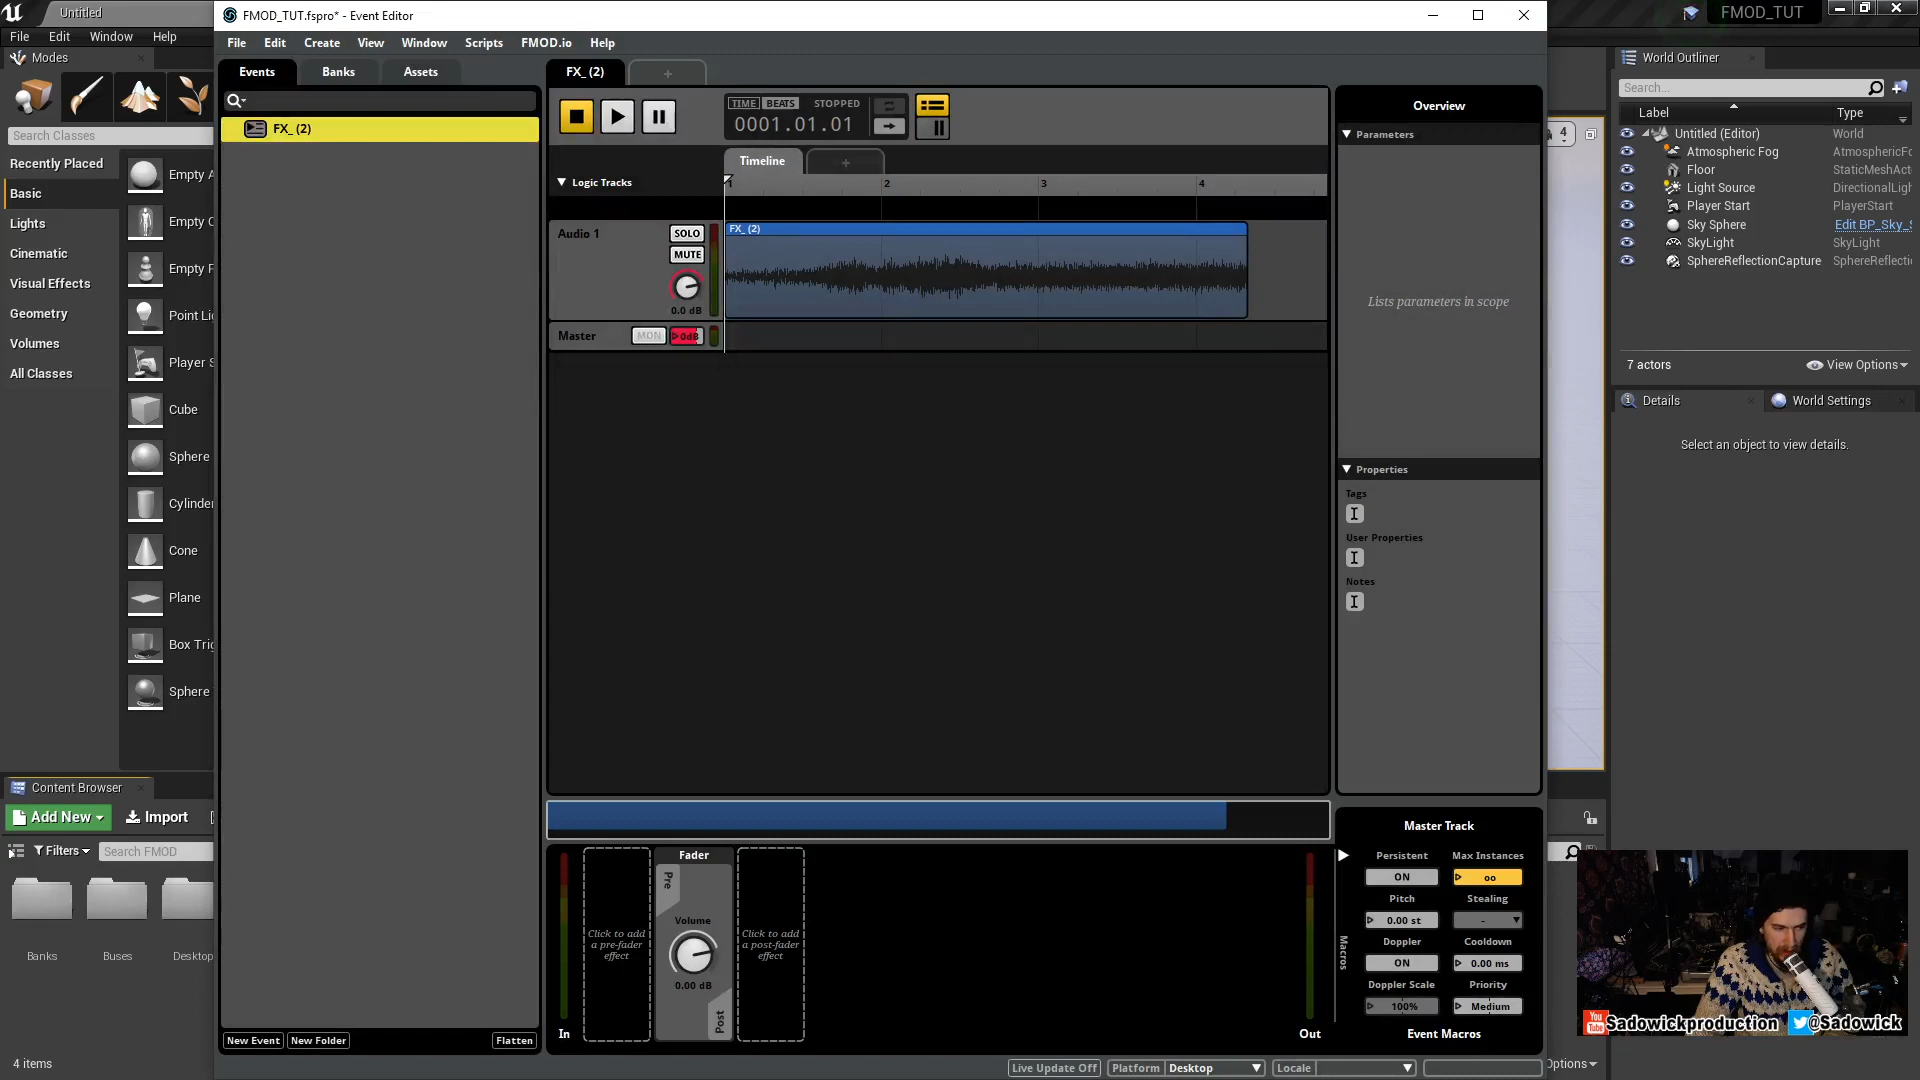 Untitled
FMOD_TUT.fspro* - Event Editor
FMOD_TUT
File Edit Window Help
File Edit Create View Window Scripts FMOD.io Help
Modes
Events Banks Assets
FX_ (2)
World Outliner
Search...
Label Type
Search Classes
FX_ (2)
TIME BEATS STOPPED
0001.01.01
Overview
Parameters
Lists parameters in scope
Untitled (Editor) World
Atmospheric Fog
Floor
Light Source
Player Start PlayerStart
Sky Sphere
SkyLight SkyLight
SphereReflectionCapture
4
Recently Placed
Basic
Lights
Cinematic
Visual Effects
Geometry
Volumes
All Classes
Empty
Empty
Empty
Point
Player
Cube
Sphere
Cylinder
Cone
Plane
Box
Sphere
Timeline
Logic Tracks
1 2 3 4
Audio 1
SOLO
MUTE
0.0 dB
FX_ (2)
Master MON 0dB
7 actors View Options
Details World Settings
Select an object to view details.
Properties
Tags
User Properties
Notes
Content Browser
Add New Import
Filters Search FMOD
Banks Buses Desktop
4 items
New Event New Folder Flatten
Fader
Pre
Volume
0.00 dB
Post
Click to add
a pre-fader
effect
Click to add
a post-fader
effect
In
Out
Macros
Master Track
Persistent Max Instances
ON oo
Pitch Stealing
0.00 st -
Doppler Cooldown
ON 0.00 ms
Doppler Scale Priority
100% Medium
Event Macros
Live Update Off Platform Desktop Locale
Options
You Tube Sadowickproduction @Sadowick